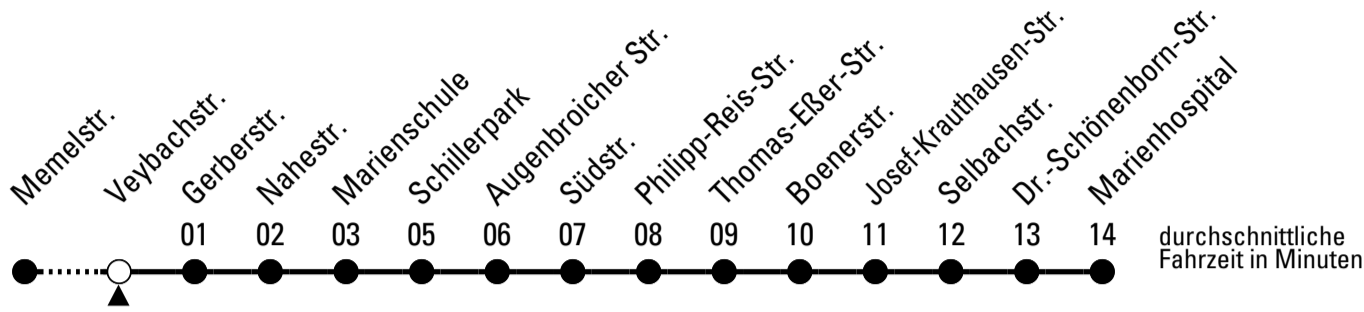 Memelstr.
Veybachstr.
Gerberstr.
Nahestr.
Marienschule
Schillerpark
Augenbroicher Str.
Südstr.
Philipp-Reis-Str.
Thomas-Eßer-Str.
Boenerstr.
Josef-Krauthausen-Str.
Selbachstr.
Dr.-Schönenborn-Str.
Marienhospital
01 02 03 05 06 07 08 09 10 11 12 13 14
durchschnittliche
Fahrzeit in Minuten